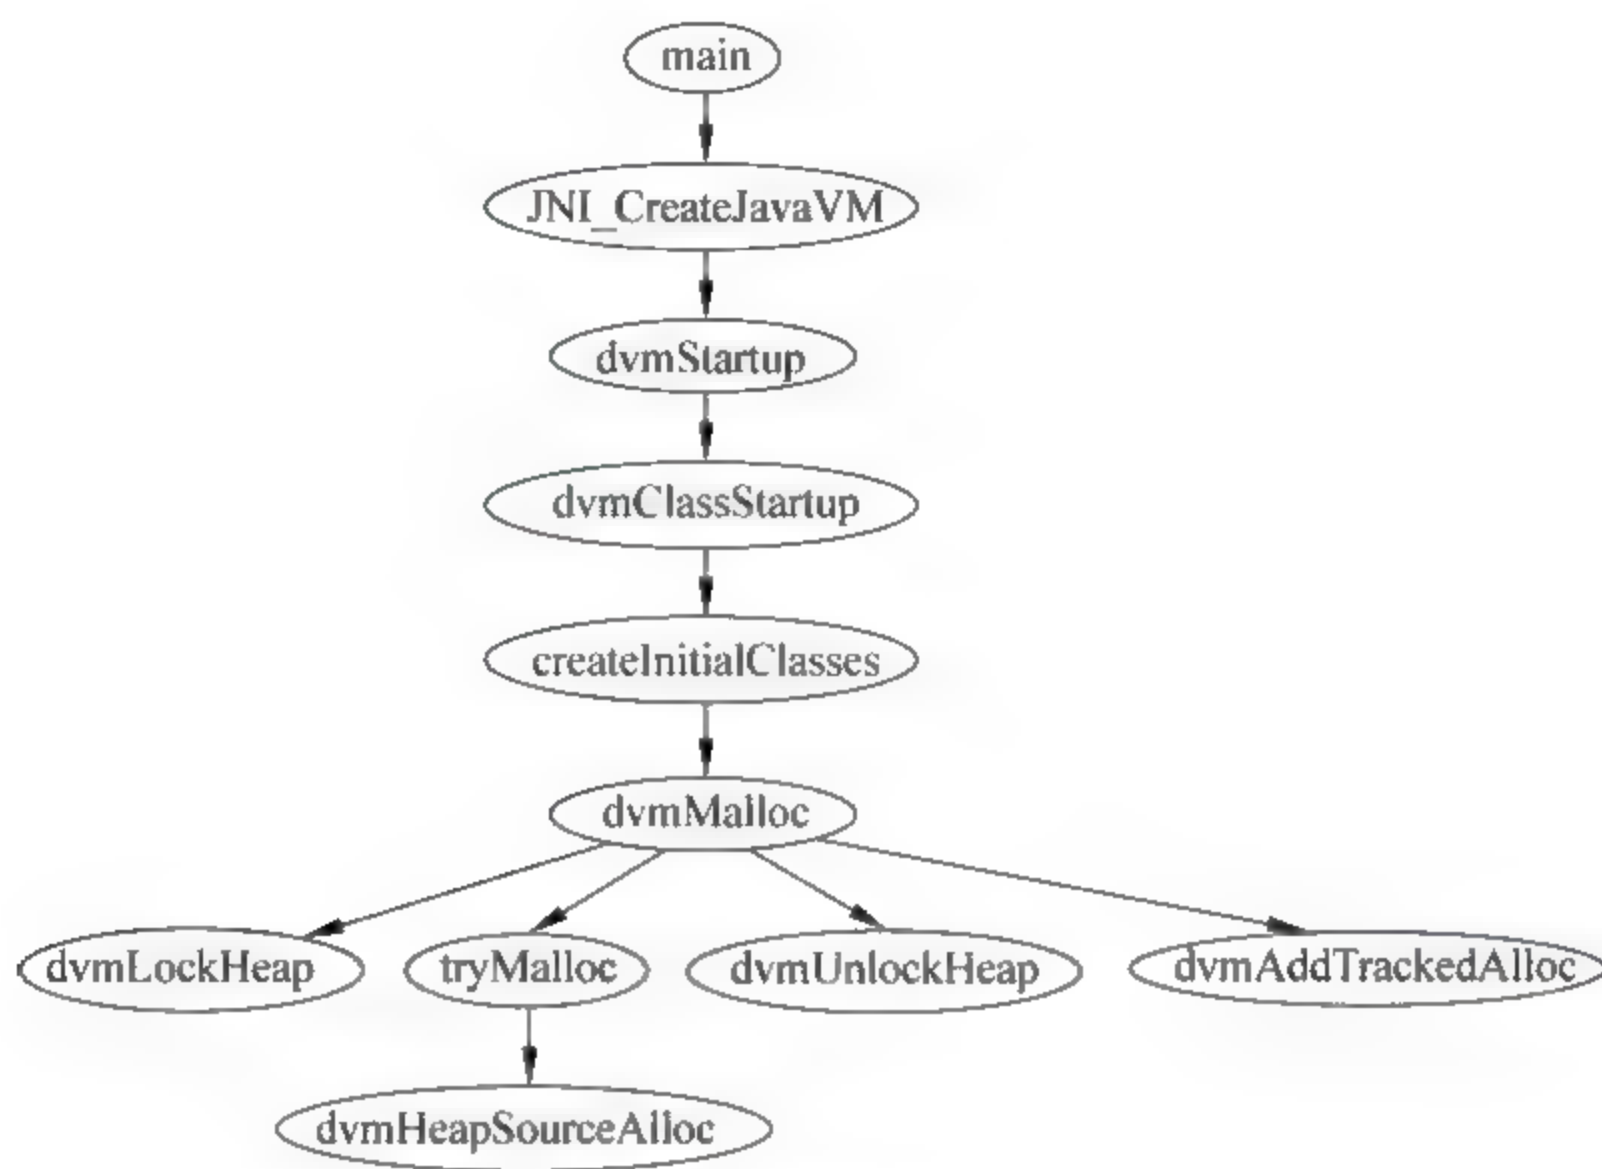 main
JNI_CreateJavaVM
dvmStartup
dvmClassStartup
createInitialClasses
dvmMalloc
dvmLockHeap
tryMalloc
dvmUnlockHeap
dvmAddTrackedAlloc
dvmHeapSourceAlloc